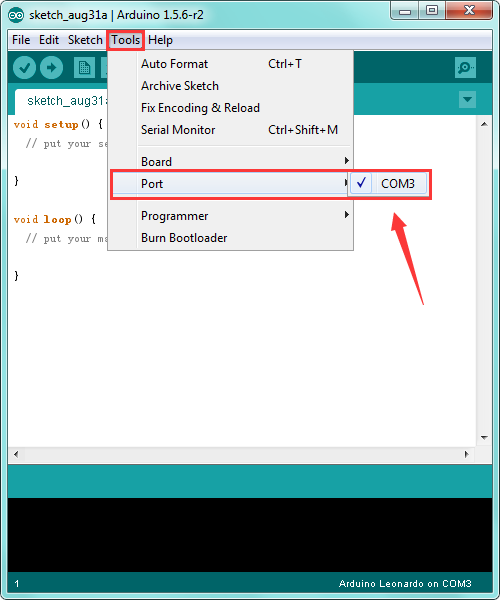 sketch_aug31a | Arduino 1.5.6-r2
File Edit Sketch Tools Help
Auto Format Ctrl+T
Archive Sketch
sketch_aug31a
Fix Encoding & Reload
void setup() {
Serial Monitor Ctrl+Shift+M
// put your se
Board
}
Port
COM3
Programmer
void loop() {
Burn Bootloader
// put your ma
}
1
Arduino Leonardo on COM3